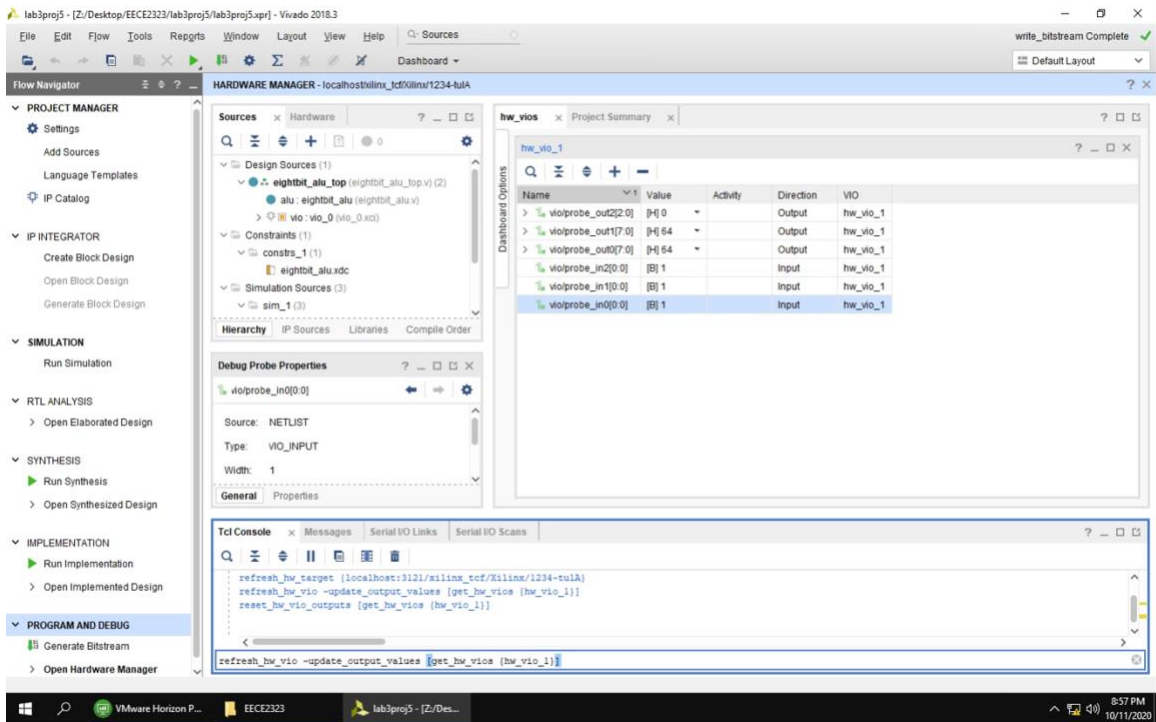 lab3proj5 - [Z:/Desktop/EECE2323/lab3proj5/lab3proj5.xpr] - Vivado 2018.3
File Edit Flow Tools Reports Window Layout View Help Q- Sources write_bitstream Complete
Dashboard Default Layout
Flow Navigator
PROJECT MANAGER
Settings
Add Sources
Language Templates
IP Catalog
IP INTEGRATOR
Create Block Design
Open Block Design
Generate Block Design
SIMULATION
Run Simulation
RTL ANALYSIS
Open Elaborated Design
SYNTHESIS
Run Synthesis
Open Synthesized Design
IMPLEMENTATION
Run Implementation
Open Implemented Design
PROGRAM AND DEBUG
Generate Bitstream
Open Hardware Manager
HARDWARE MANAGER - localhost/xilinx_tcf/Xilinx/1234-tulA
Sources Hardware
0
Design Sources (1)
eightbit_alu_top (eightbit_alu_top.v) (2)
alu : eightbit_alu (eightbit_alu.v)
vio : vio_0 (vio_0.xci)
Constraints (1)
constrs_1 (1)
eightbit_alu.xdc
Simulation Sources (3)
sim_1 (3)
Hierarchy IP Sources Libraries Compile Order
Debug Probe Properties
vio/probe_in0[0:0]
Source: NETLIST
Type: VIO_INPUT
Width: 1
General Properties
hw_vios Project Summary
Dashboard Options
hw_vio_1
Name 1 Value Activity Direction VIO
vio/probe_out2[2:0] [H] 0 Output hw_vio_1
vio/probe_out1[7:0] [H] 64 Output hw_vio_1
vio/probe_out0[7:0] [H] 64 Output hw_vio_1
vio/probe_in2[0:0] [B] 1 Input hw_vio_1
vio/probe_in1[0:0] [B] 1 Input hw_vio_1
vio/probe_in0[0:0] [B] 1 Input hw_vio_1
Tcl Console Messages Serial I/O Links Serial I/O Scans
refresh_hw_target {localhost:3121/xilinx_tcf/Xilinx/1234-tulA}
refresh_hw_vio -update_output_values [get_hw_vios {hw_vio_1}]
reset_hw_vio_outputs [get_hw_vios {hw_vio_1}]
refresh_hw_vio -update_output_values [get_hw_vios {hw_vio_1}]
VMware Horizon P... EECE2323 lab3proj5 - [Z:/Des... 8:57 PM
10/11/2020